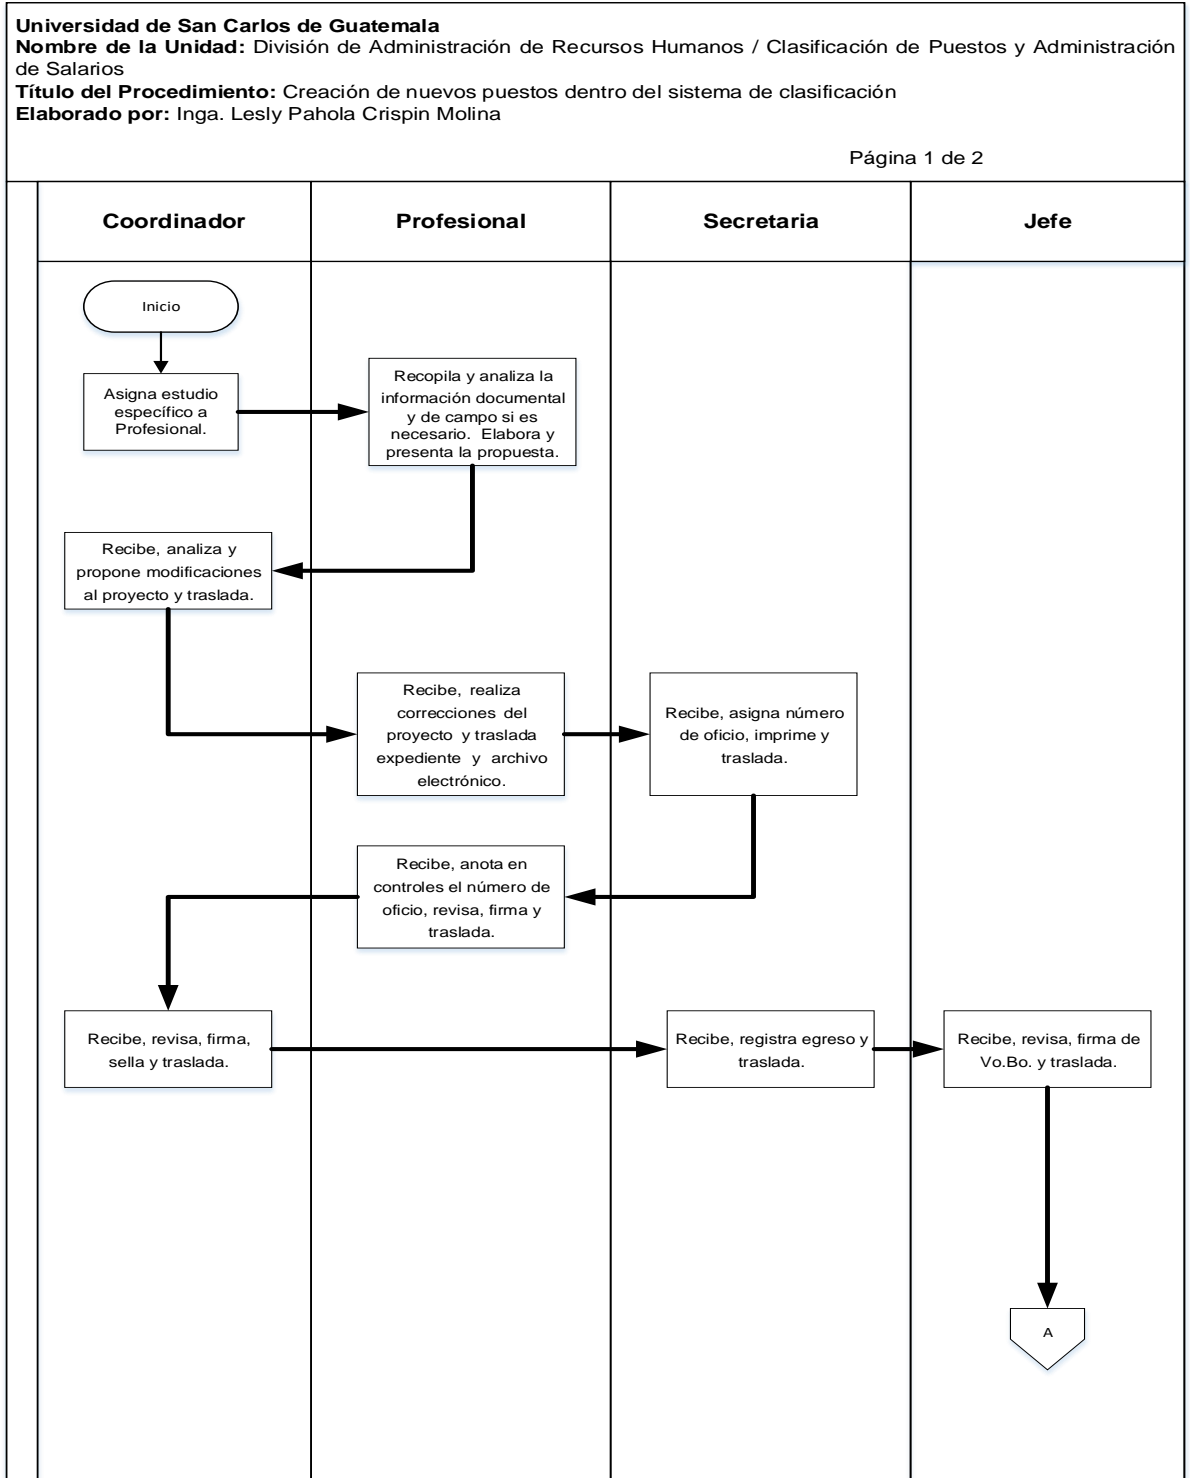 Universidad de San Carlos de Guatemala
Nombre de la Unidad: División de Administración de Recursos Humanos / Clasificación de Puestos y Administración
de Salarios
Título del Procedimiento: Creación de nuevos puestos dentro del sistema de clasificación
Elaborado por: Inga. Lesly Pahola Crispin Molina
Página 1 de 2
Coordinador
Profesional
Secretaria
Jefe
Inicio
Asigna estudio
específico a
Profesional.
Recopila y analiza la
información documental
y de campo si es
necesario. Elabora y
presenta la propuesta.
Recibe, analiza y
propone modificaciones
al proyecto y traslada.
Recibe, realiza
correcciones del
proyecto y traslada
expediente y archivo
electrónico.
Recibe, asigna número
de oficio, imprime y
traslada.
Recibe, anota en
controles el número de
oficio, revisa, firma y
traslada.
Recibe, revisa, firma,
sella y traslada.
Recibe, registra egreso y
traslada.
Recibe, revisa, firma de
Vo.Bo. y traslada.
A